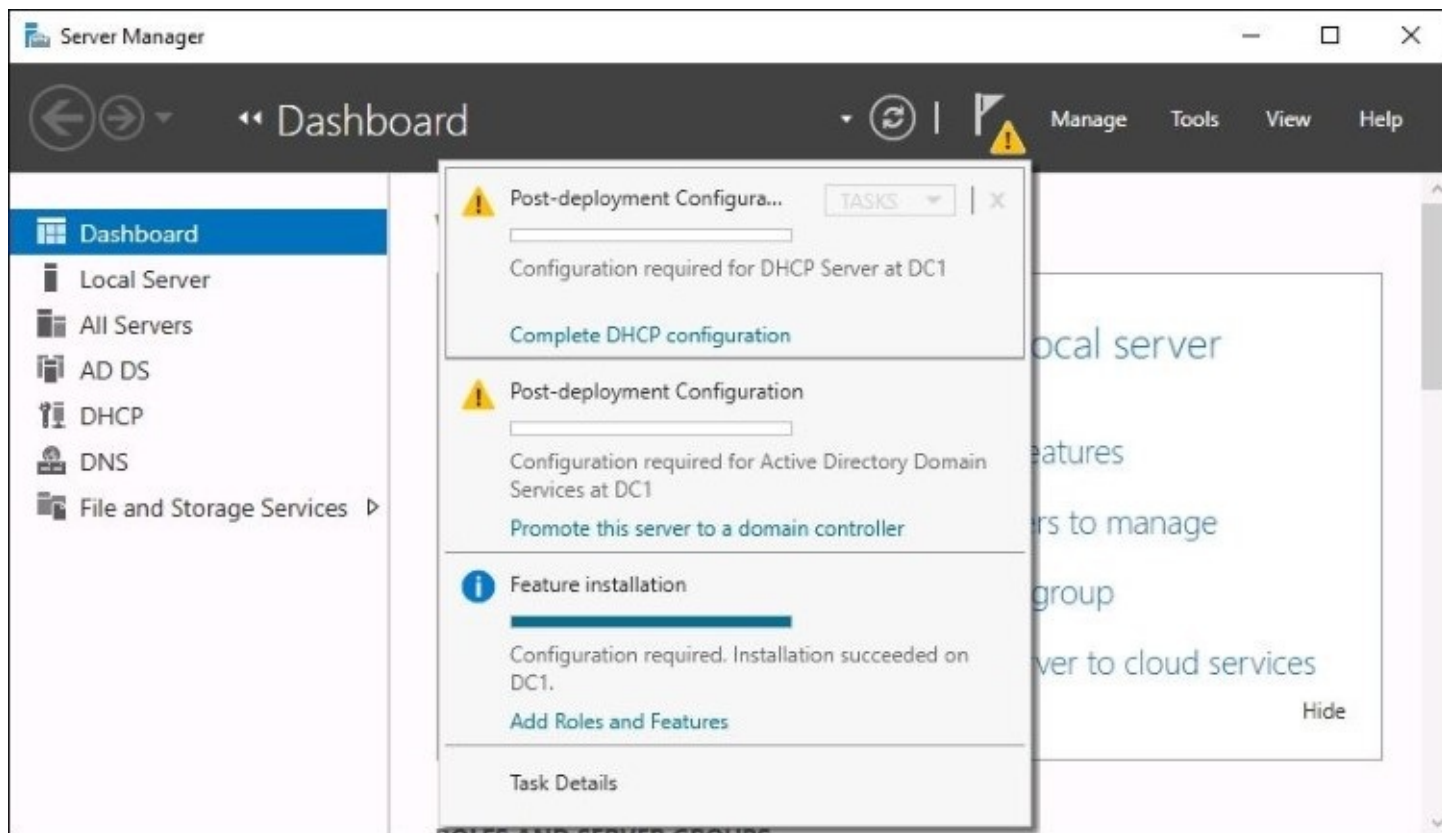 Server Manager
Dashboard
Manage Tools View Help
Dashboard
Local Server
All Servers
AD DS
DHCP
DNS
File and Storage Services
Post-deployment Configura... TASKS X
Configuration required for DHCP Server at DC1
Complete DHCP configuration
Post-deployment Configuration
Configuration required for Active Directory Domain
Services at DC1
Promote this server to a domain controller
Feature installation
Configuration required. Installation succeeded on
DC1.
Add Roles and Features
Task Details
ocal server
eatures
rs to manage
group
ver to cloud services
Hide
ROLES AND SERVER GROUPS